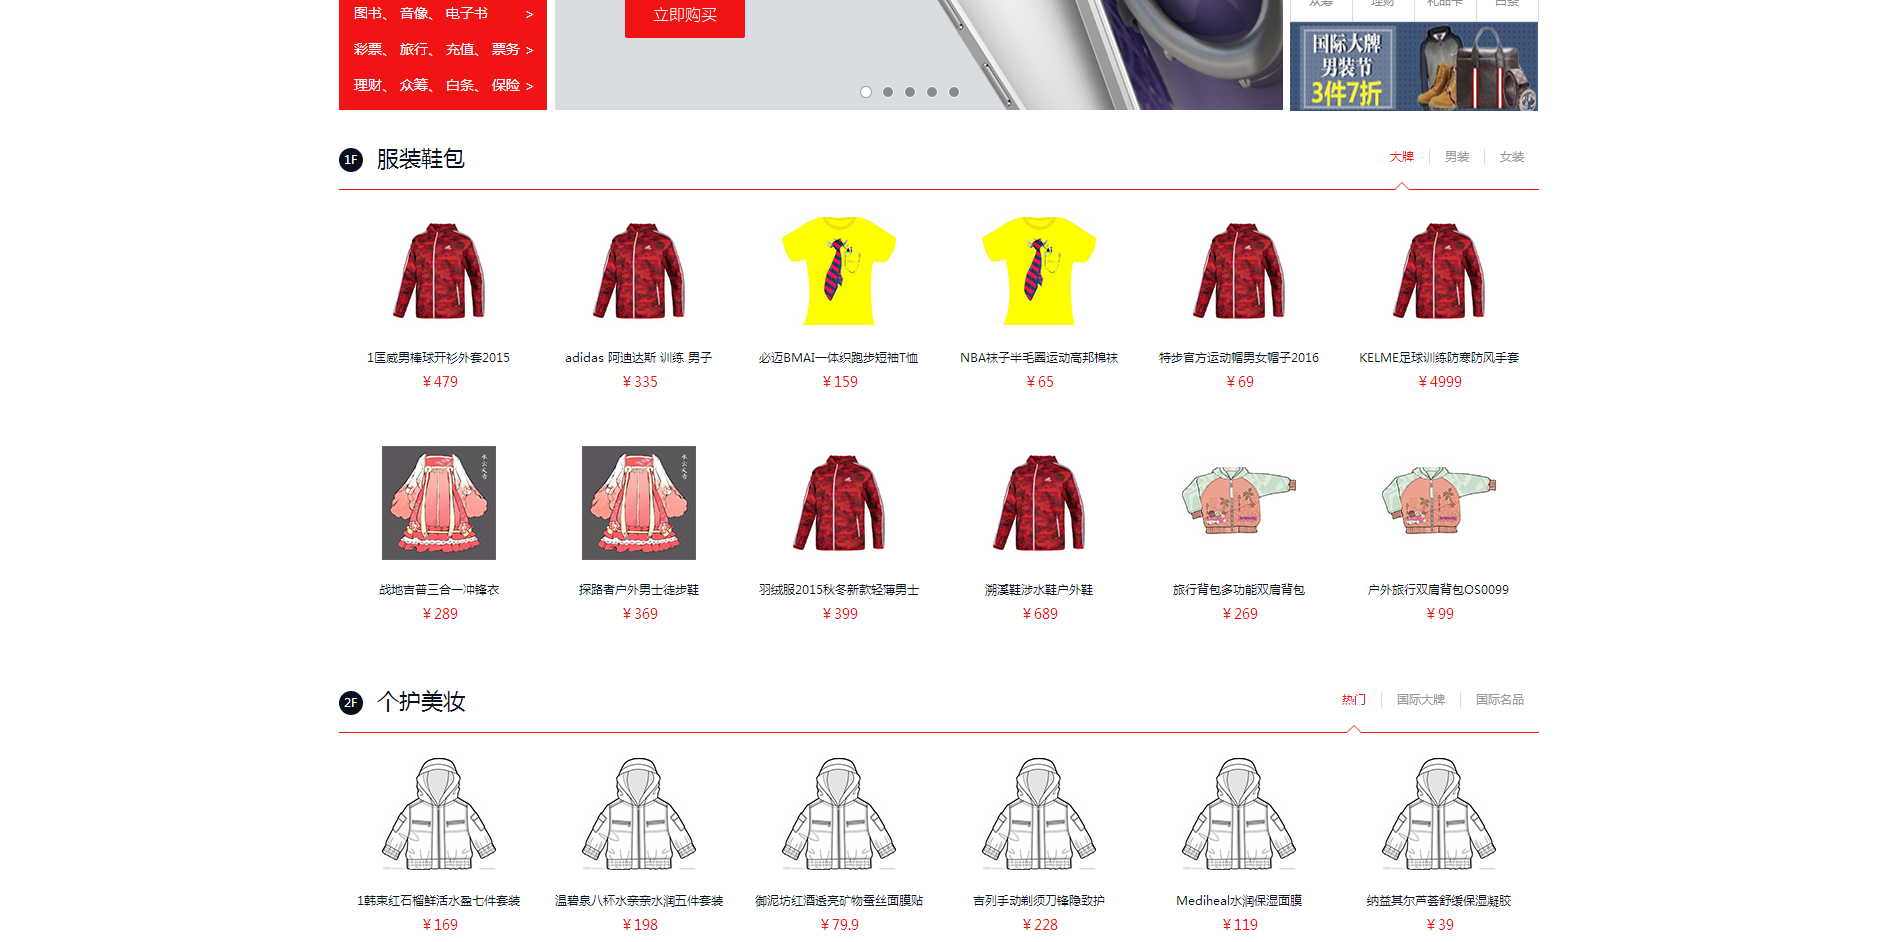 图书、 音像、 电子书 >
彩票、 旅行、 充值、 票务 >
理财、 众筹、 白条、 保险 >
立即购买
众筹 理财 礼品卡 白条
国际大牌
男装节
3件7折
1F 服装鞋包
大牌 男装 女装
1匡威男棒球开衫外套2015
¥479
adidas 阿迪达斯 训练 男子
¥335
必迈BMAI一体织跑步短袖T恤
¥159
NBA袜子半毛圈运动高邦棉袜
¥65
特步官方运动帽男女帽子2016
¥69
KELME足球训练防寒防风手套
¥4999
战地吉普三合一冲锋衣
¥289
探路者户外男士徒步鞋
¥369
羽绒服2015秋冬新款轻薄男士
¥399
溯溪鞋涉水鞋户外鞋
¥689
旅行背包多功能双肩背包
¥269
户外旅行双肩背包OS0099
¥99
2F 个护美妆
热门 国际大牌 国际名品
1韩束红石榴鲜活水盈七件套装
¥169
温碧泉八杯水亲亲水润五件套装
¥198
御泥坊红酒透亮矿物蚕丝面膜贴
¥79.9
吉列手动剃须刀锋隐致护
¥228
Mediheal水润保湿面膜
¥119
纳益其尔芦荟舒缓保湿凝胶
¥39